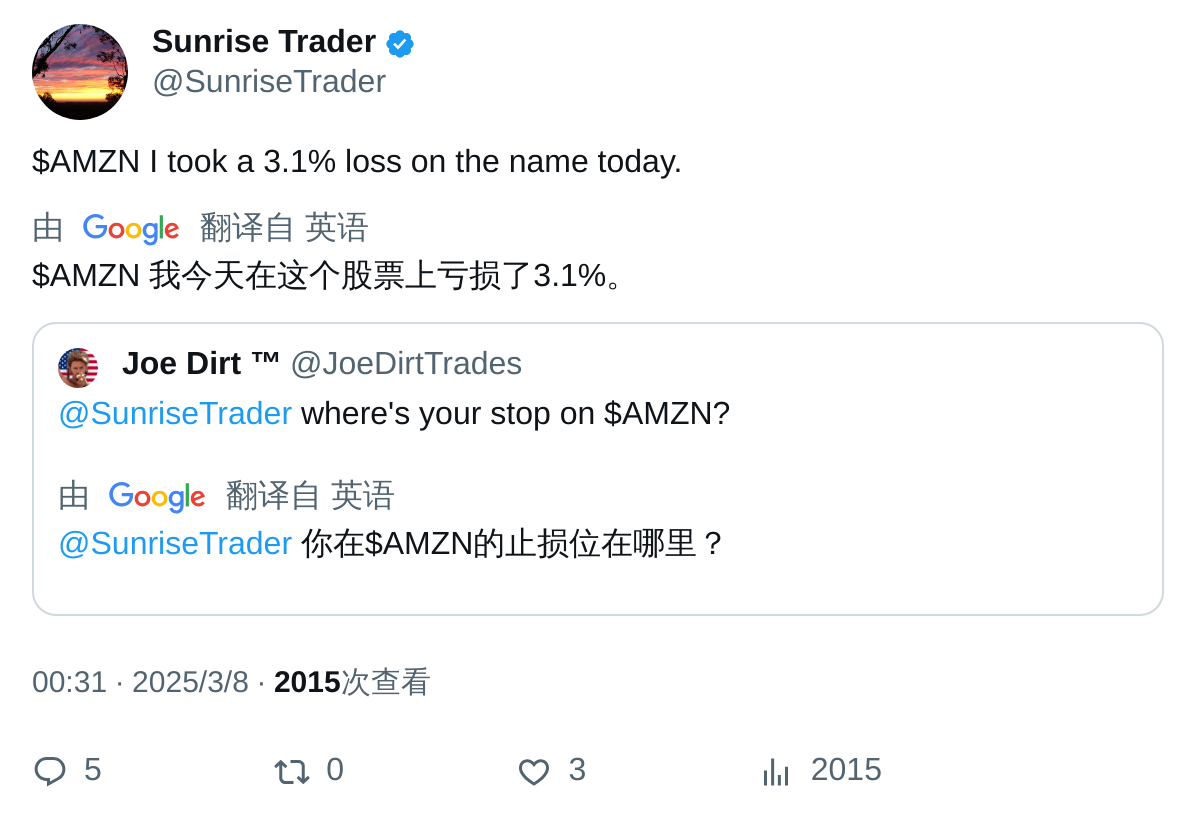 Sunrise Trader
@SunriseTrader
$AMZN I took a 3.1% loss on the name today.
由 Google 翻译自 英语
$AMZN 我今天在这个股票上亏损了3.1%。
Joe Dirt ™ @JoeDirtTrades
@SunriseTrader where's your stop on $AMZN?
由 Google 翻译自 英语
@SunriseTrader 你在$AMZN的止损位在哪里？
00:31 · 2025/3/8 · 2015次查看
5 0 3 2015